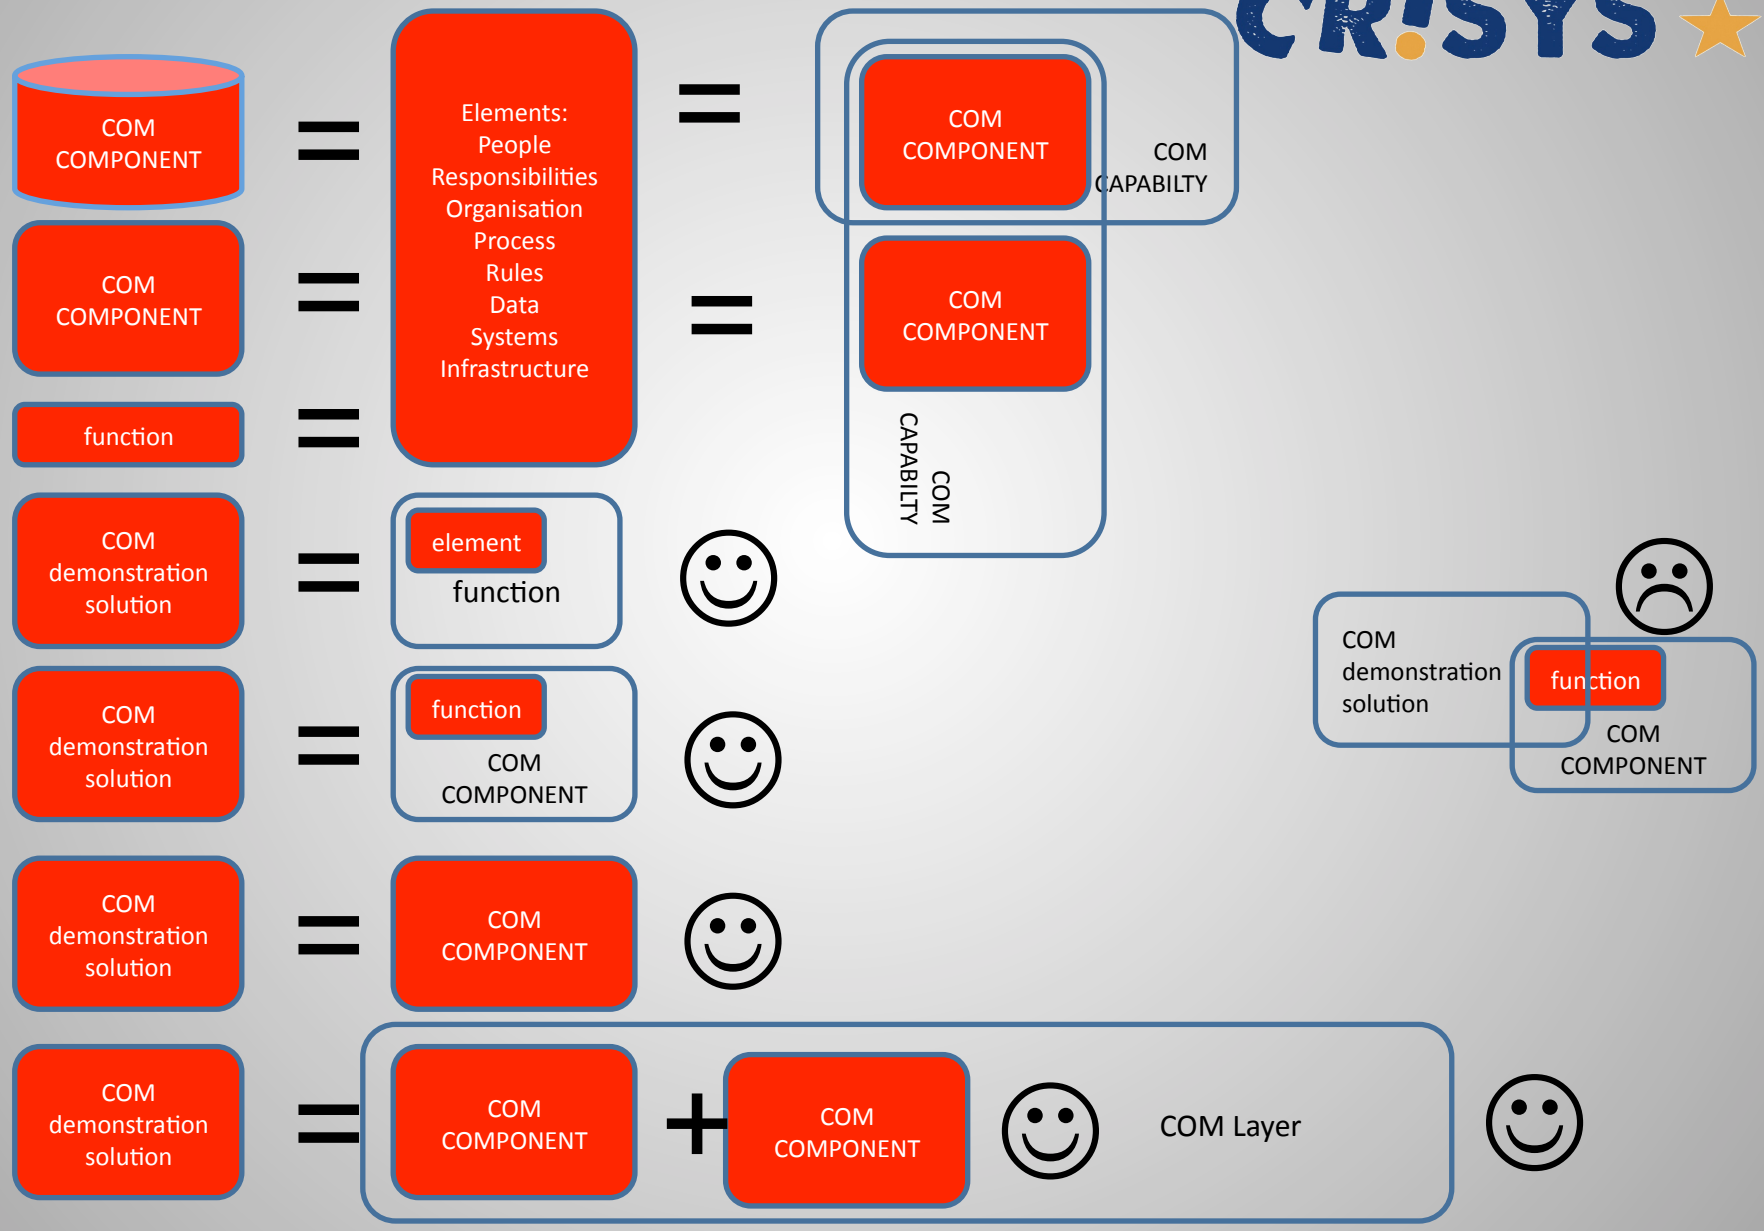 CR!SYS
COM
COMPONENT
=
Elements:
People
Responsibilities
Organisation
Process
Rules
Data
Systems
Infrastructure
=
COM
COMPONENT
COM
CAPABILTY
COM
COMPONENT
=
=
COM
COMPONENT
COM
CAPABILTY
function
=
COM
demonstration
solution
=
element
function
COM
demonstration
solution
function
COM
COMPONENT
COM
demonstration
solution
=
function
COM
COMPONENT
COM
demonstration
solution
=
COM
COMPONENT
COM
demonstration
solution
=
COM
COMPONENT
+
COM
COMPONENT
COM Layer